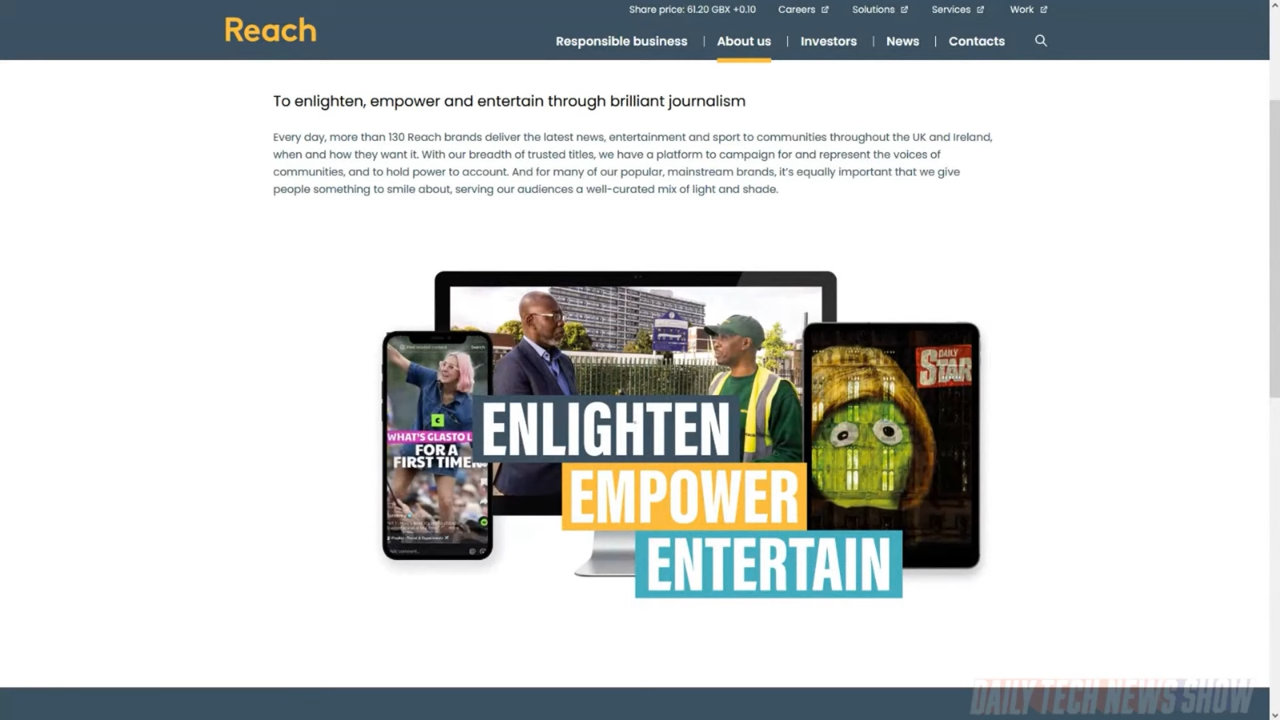 Share price: 61.20 GBX +0.10
Careers
Solutions
Services
Work
Reach
Responsible business
About us
Investors
News
Contacts
To enlighten, empower and entertain through brilliant journalism
Every day, more than 130 Reach brands deliver the latest news, entertainment and sport to communities throughout the UK and Ireland,
when and how they want it. With our breadth of trusted titles, we have a platform to campaign for and represent the voices of
communities, and to hold power to account. And for many of our popular, mainstream brands, it's equally important that we give
people something to smile about, serving our audiences a well-curated mix of light and shade.
Search
DAILY
STAR
WHAT'S GLASTO L
FOR A
FIRST TIME
ENLIGHTEN
EMPOWER
ENTERTAIN
DAILY TECH NEWS SHOW